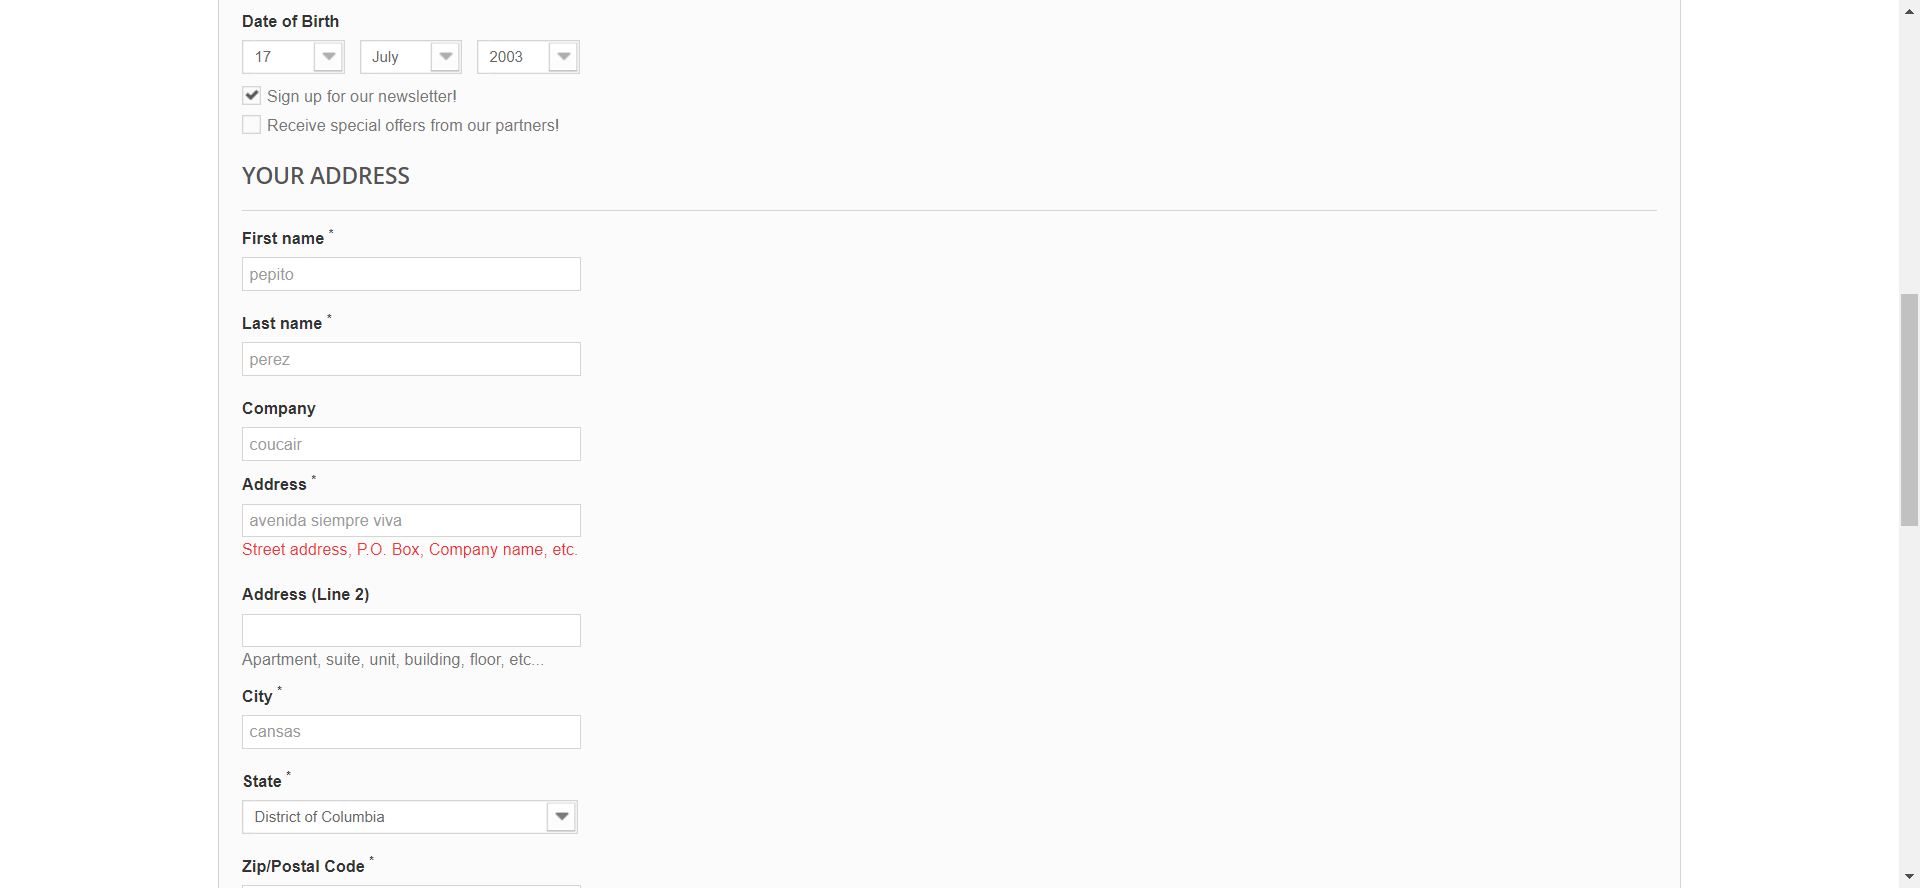 Date of Birth
17 July 2003
Sign up for our newsletter!
Receive special offers from our partners!
YOUR ADDRESS
First name *
pepito
Last name *
perez
Company
coucair
Address *
avenida siempre viva
Street address, P.O. Box, Company name, etc.
Address (Line 2)
Apartment, suite, unit, building, floor, etc...
City *
cansas
State *
District of Columbia
Zip/Postal Code *